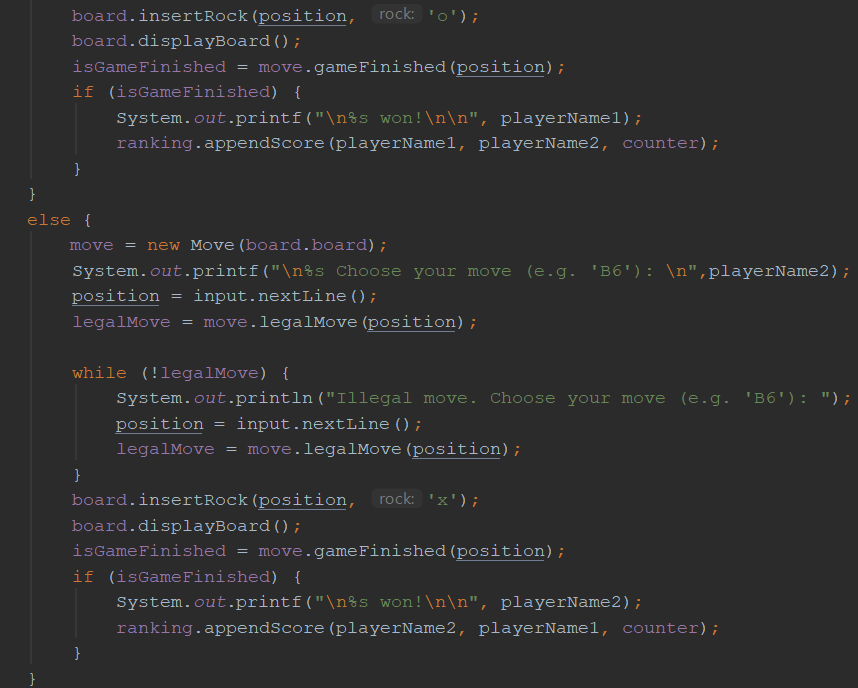 board.insertRock(position, rock: 'o');
board.displayBoard();
isGameFinished = move.gameFinished(position);
if (isGameFinished) {
System.out.printf("\n%s won!\n\n", playerName1);
ranking.appendScore(playerName1, playerName2, counter);
}
}
else {
move = new Move(board.board);
System.out.printf("\n%s Choose your move (e.g. 'B6'): \n",playerName2);
position = input.nextLine();
legalMove = move.legalMove(position);
while (!legalMove) {
System.out.println("Illegal move. Choose your move (e.g. 'B6'): ");
position = input.nextLine();
legalMove = move.legalMove(position);
}
board.insertRock(position, rock: 'x');
board.displayBoard();
isGameFinished = move.gameFinished(position);
if (isGameFinished) {
System.out.printf("\n%s won!\n\n", playerName2);
ranking.appendScore(playerName2, playerName1, counter);
}
}